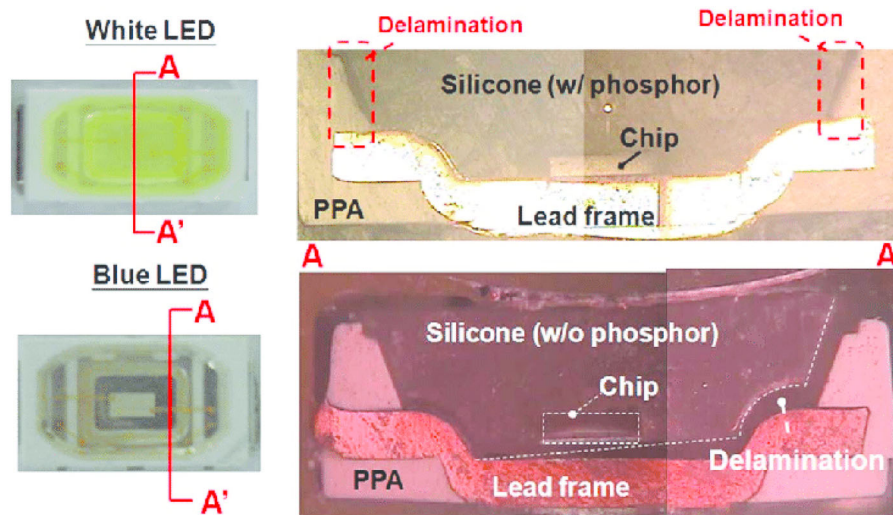 White LED
A
A'
Delamination
Delamination
Silicone (w/ phosphor)
Chip
PPA
Lead frame
A
A
Blue LED
A
A'
Silicone (w/o phosphor)
Chip
Delamination
PPA
Lead frame